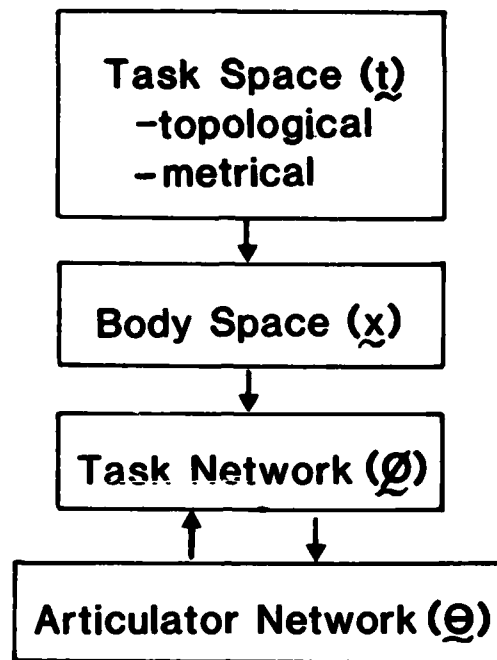 Task Space (t)
-topological
-metrical
Body Space (x)
Task Network (Ø)
Articulator Network (Θ)